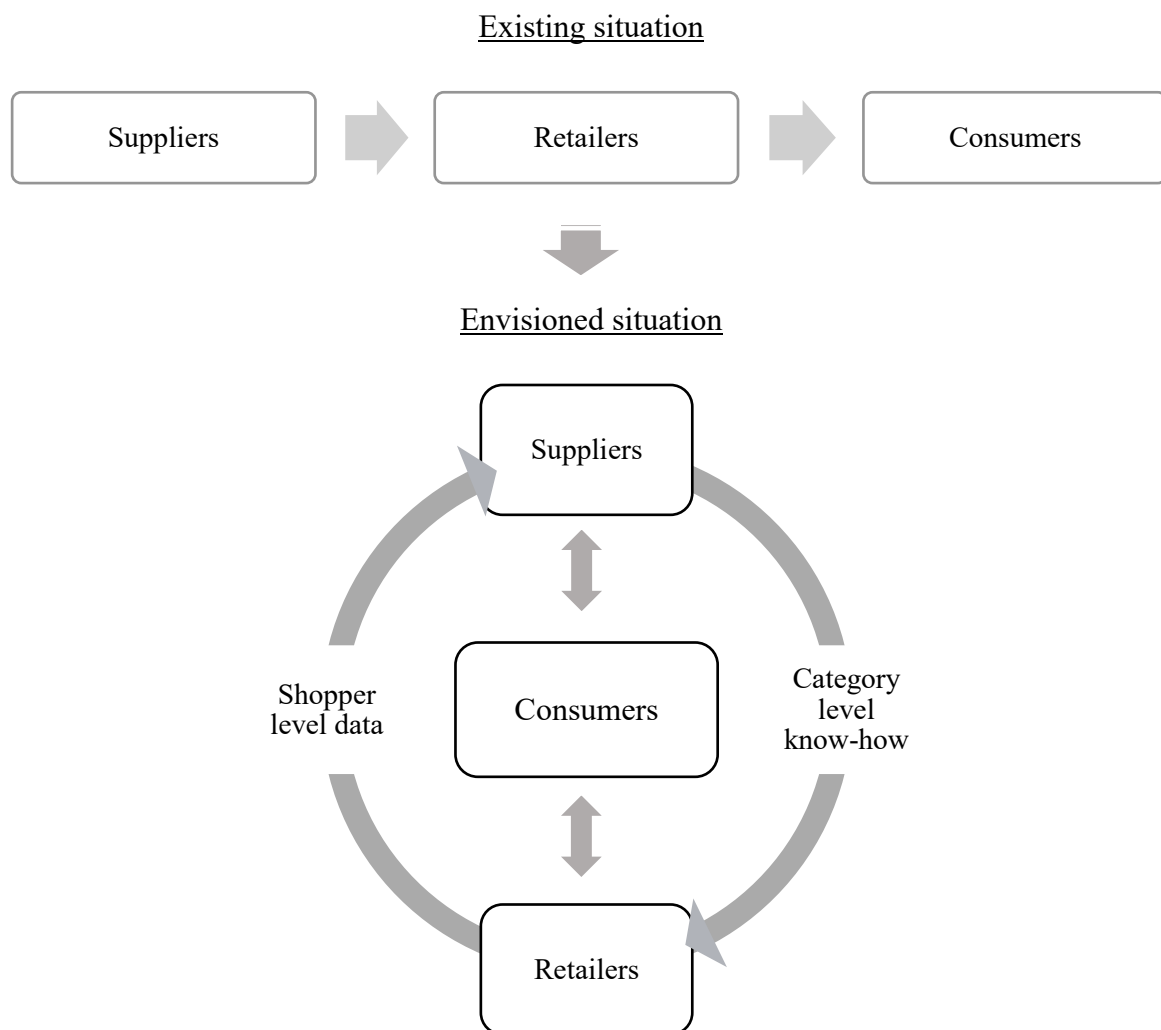 Existing situation
Suppliers
Retailers
Consumers
Envisioned situation
Suppliers
Shopper
level data
Consumers
Category
level
know-how
Retailers